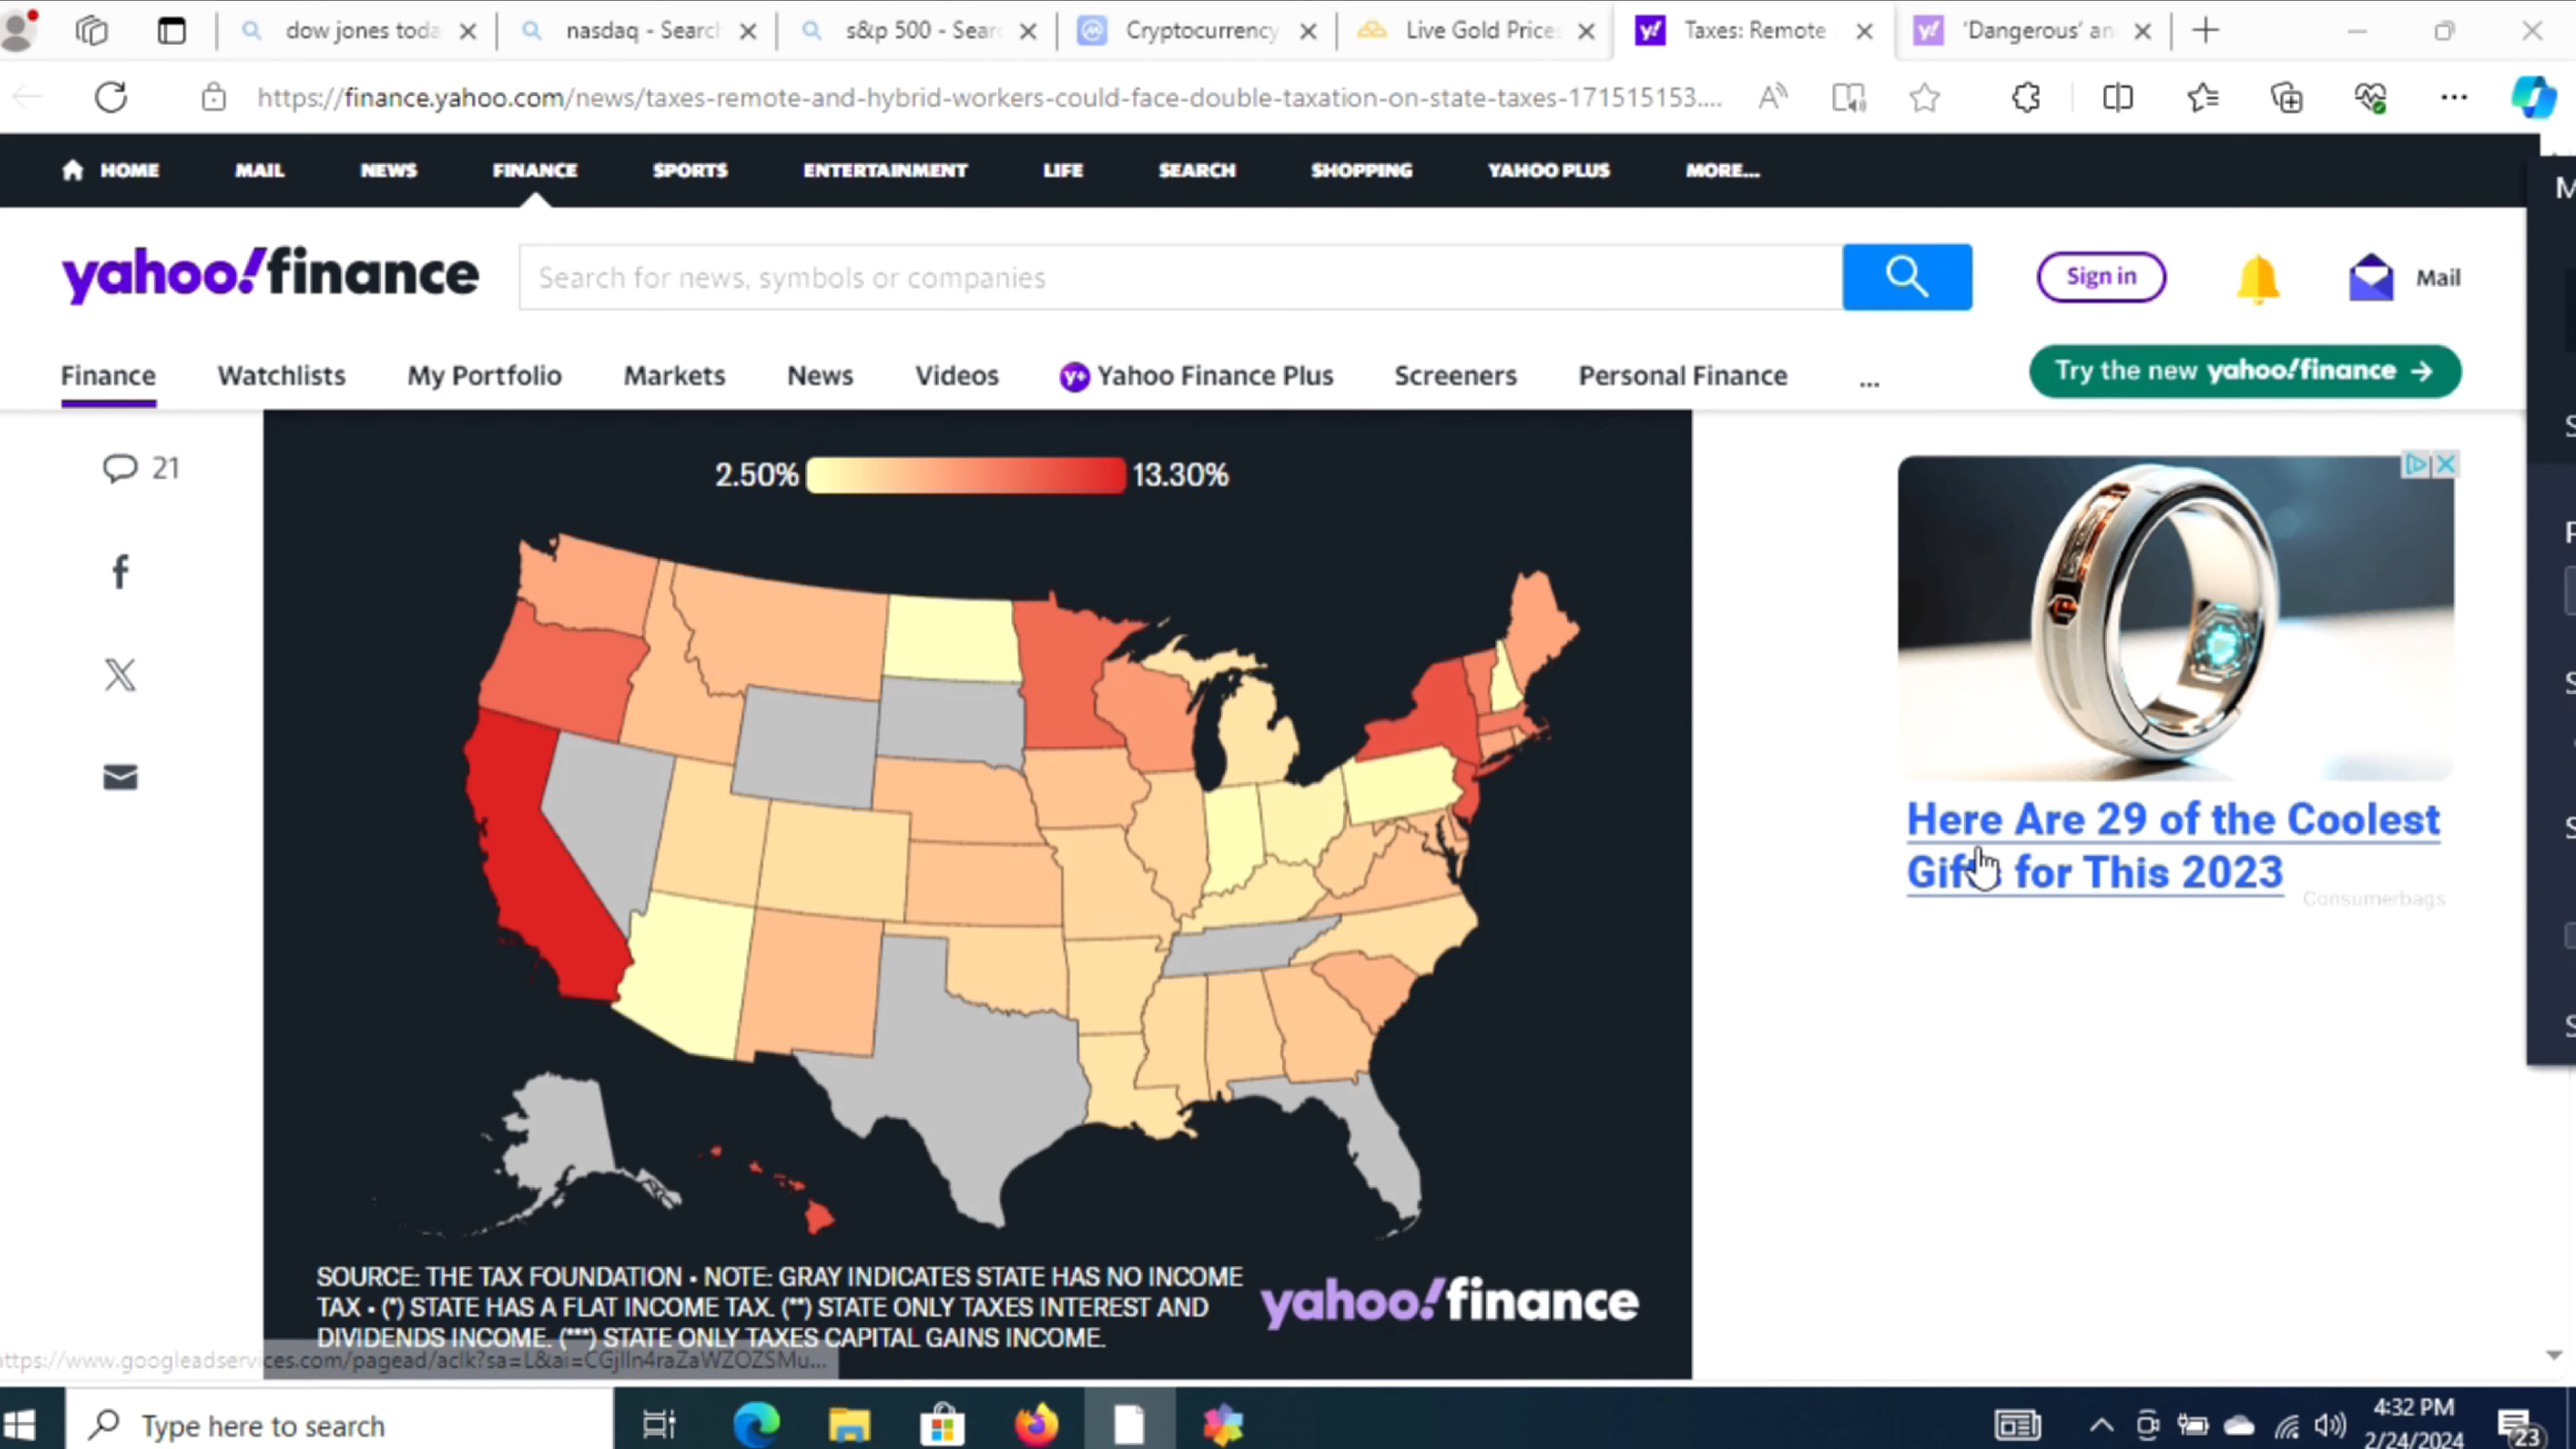 dow jones toda
nasdaq - Search
s&p 500 - Sear
Cryptocurrency
Live Gold Prices
Taxes: Remote
'Dangerous' an
https://finance.yahoo.com/news/taxes-remote-and-hybrid-workers-could-face-double-taxation-on-state-taxes-171515153....
HOME MAIL NEWS FINANCE SPORTS ENTERTAINMENT LIFE SEARCH SHOPPING YAHOO PLUS MORE...
yahoo!finance
Search for news, symbols or companies
Sign in
Mail
Finance Watchlists My Portfolio Markets News Videos Yahoo Finance Plus Screeners Personal Finance ...
Try the new yahoo!finance →
21
2.50% 13.30%
Here Are 29 of the Coolest
Gifts for This 2023
Consumerbags
SOURCE: THE TAX FOUNDATION • NOTE: GRAY INDICATES STATE HAS NO INCOME
TAX • (*) STATE HAS A FLAT INCOME TAX. (**) STATE ONLY TAXES INTEREST AND
DIVIDENDS INCOME. (***) STATE ONLY TAXES CAPITAL GAINS INCOME.
yahoo!finance
Type here to search
4:32 PM
2/24/2024
23